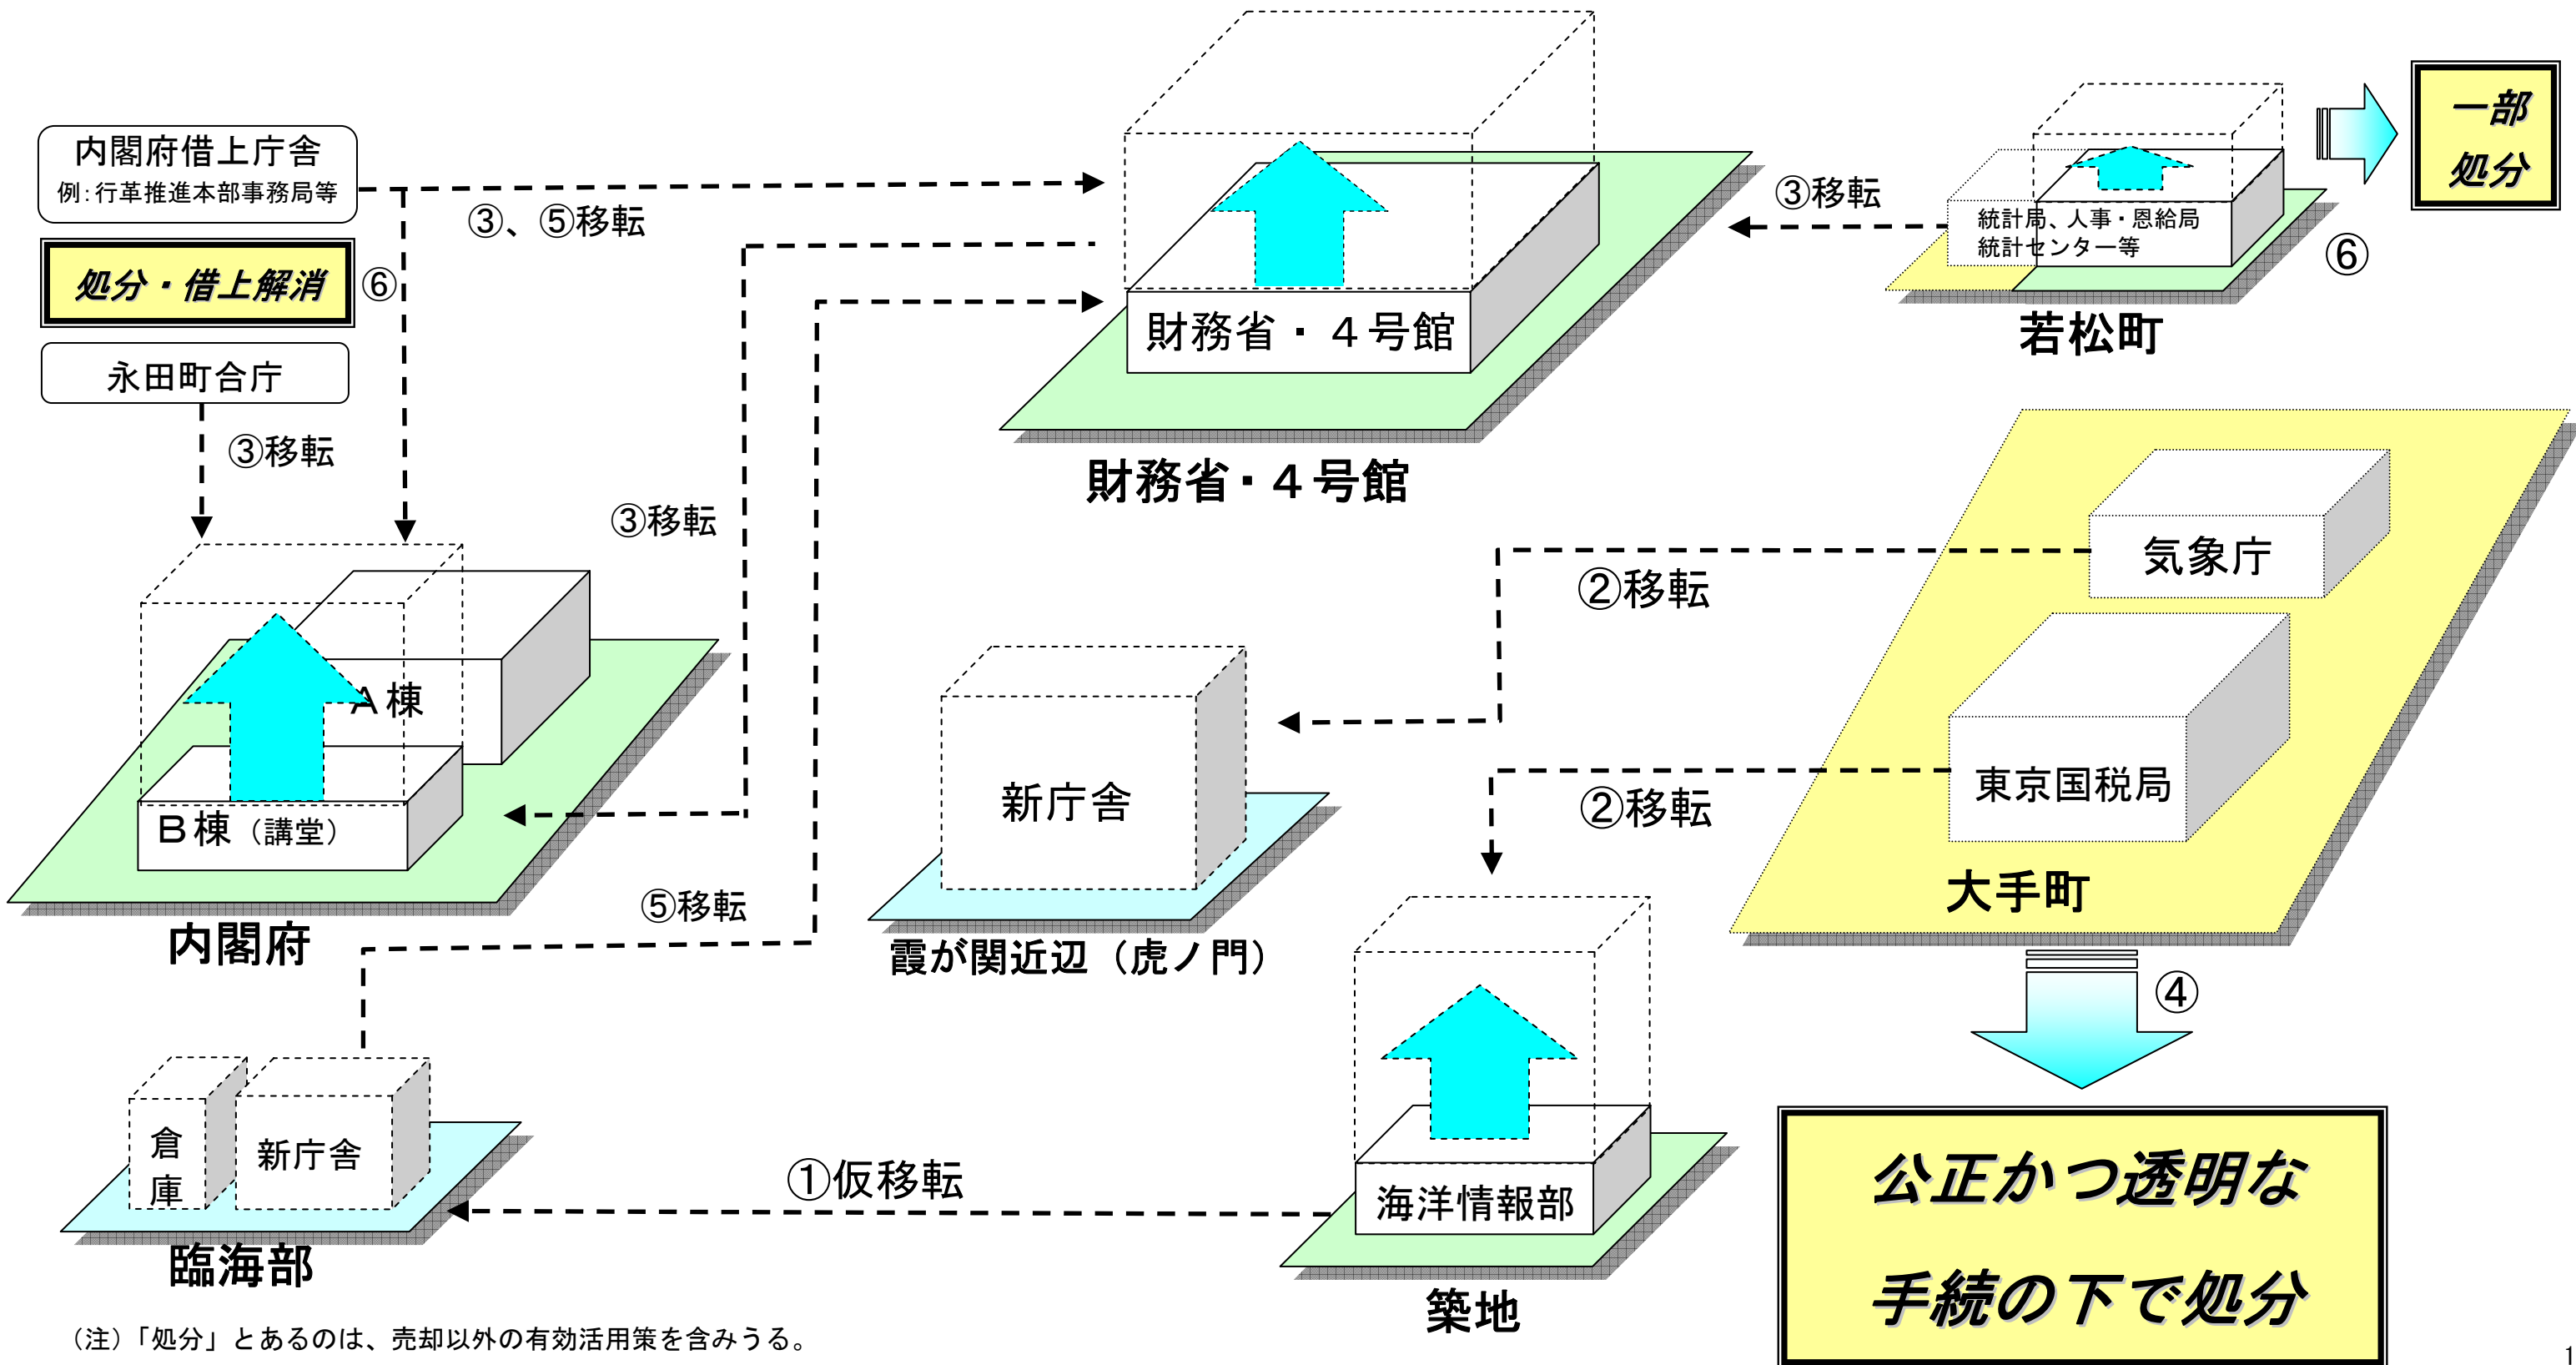 内閣府借上庁舎
例：行革推進本部事務局等
処分・借上解消
⑥
永田町合庁
③移転
③、⑤移転
③移転
⑤移転
財務省・４号館
財務省・４号館
③移転
統計局、人事・恩給局
統計センター等
若松町
⑥
一部
処分
Ａ棟
Ｂ棟（講堂）
内閣府
新庁舎
霞が関近辺（虎ノ門）
②移転
②移転
気象庁
東京国税局
大手町
④
公正かつ透明な
手続の下で処分
倉
庫
新庁舎
臨海部
①仮移転
海洋情報部
築地
（注）「処分」とあるのは、売却以外の有効活用策を含みうる。
1